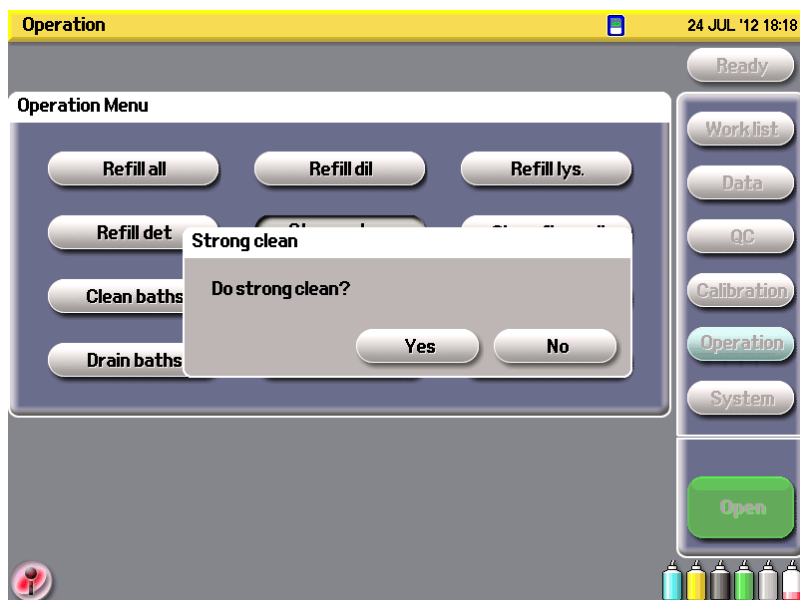 Operation
24 JUL '12 18:18
Ready
Operation Menu
Work list
Refill all
Refill dil
Refill lys.
Data
Refill det
QC
Strong clean
Do strong clean?
Clean baths
Calibration
Yes
No
Operation
Drain baths
System
Open